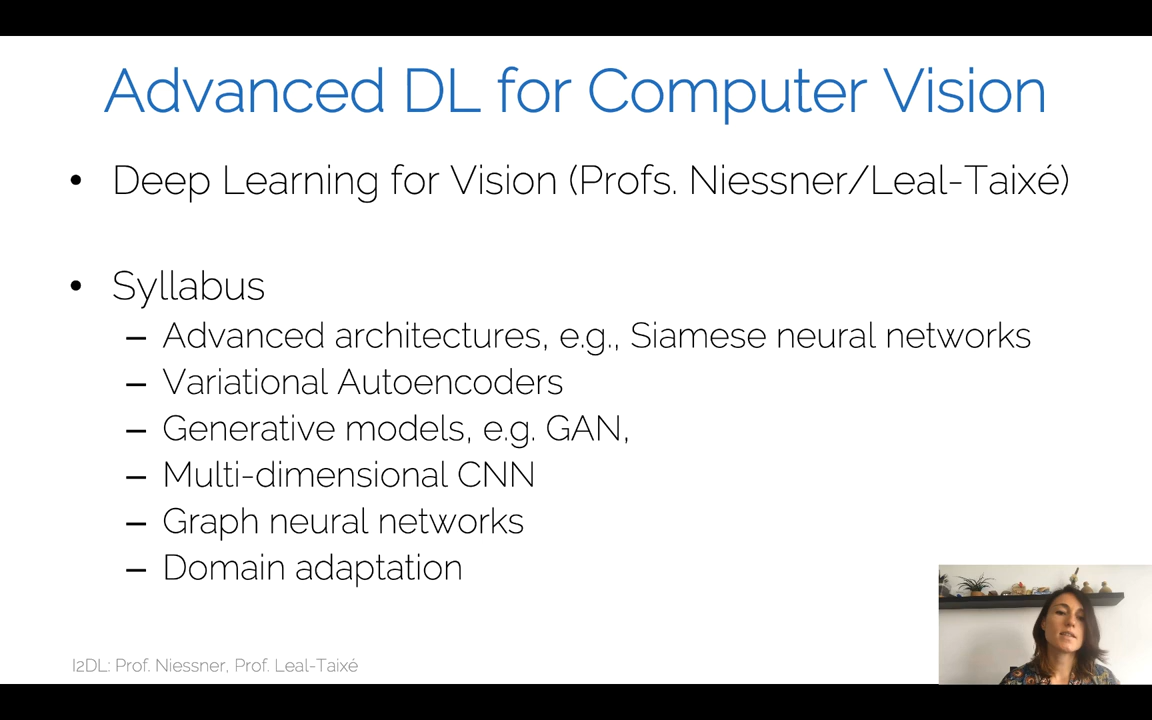 Advanced DL for Computer Vision
• Deep Learning for Vision (Profs. Niessner/Leal-Taixé)
• Syllabus
– Advanced architectures, e.g., Siamese neural networks
– Variational Autoencoders
– Generative models, e.g. GAN,
– Multi-dimensional CNN
– Graph neural networks
– Domain adaptation
I2DL: Prof. Niessner, Prof. Leal-Taixé